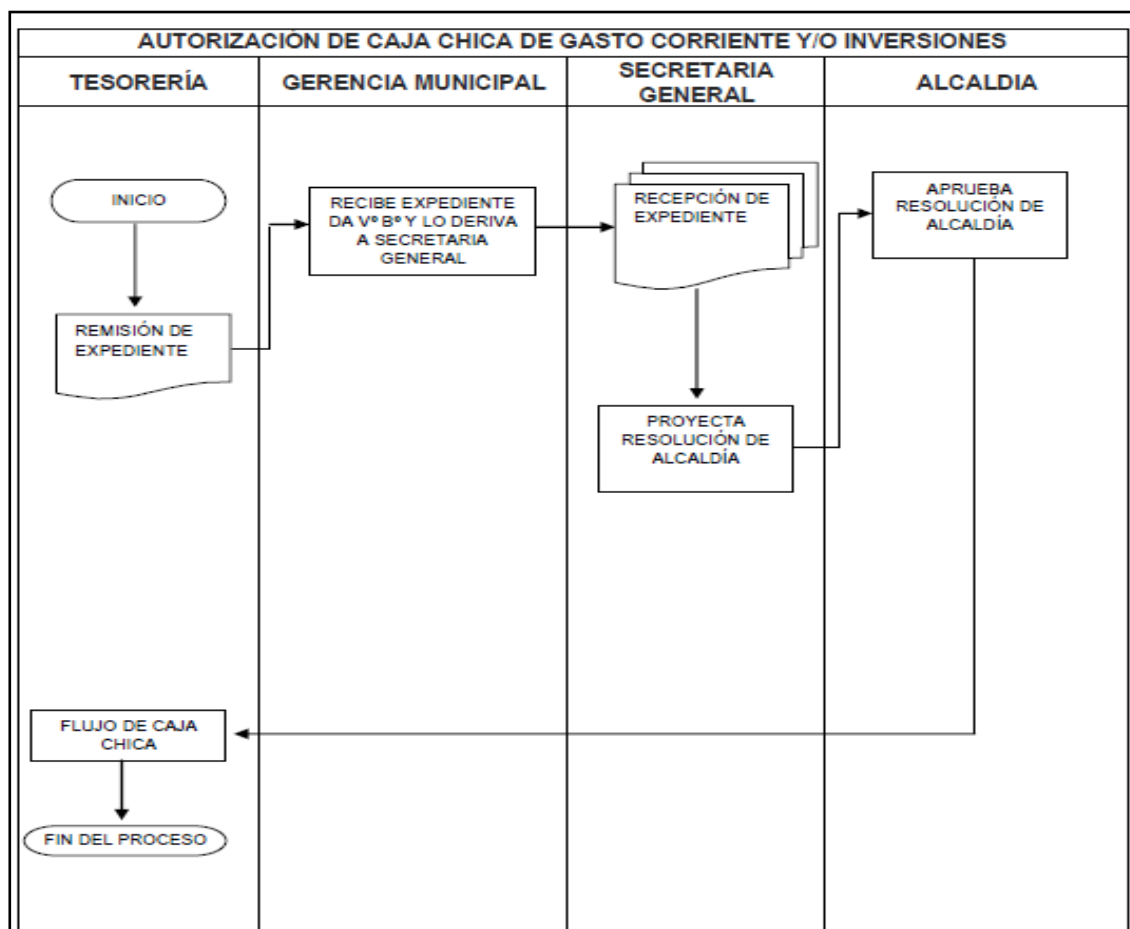 AUTORIZACIÓN DE CAJA CHICA DE GASTO CORRIENTE Y/O INVERSIONES
TESORERÍA
GERENCIA MUNICIPAL
SECRETARIA
GENERAL
ALCALDIA
INICIO
REMISIÓN DE
EXPEDIENTE
RECIBE EXPEDIENTE
DA Vº Bº Y LO DERIVA
A SECRETARIA
GENERAL
RECEPCIÓN DE
EXPEDIENTE
PROYECTA
RESOLUCIÓN DE
ALCALDÍA
APRUEBA
RESOLUCIÓN DE
ALCALDÍA
FLUJO DE CAJA
CHICA
FIN DEL PROCESO